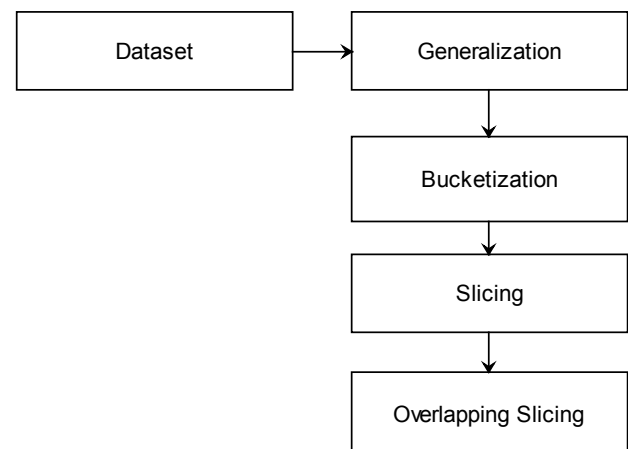 Dataset
Generalization
Bucketization
Slicing
Overlapping Slicing